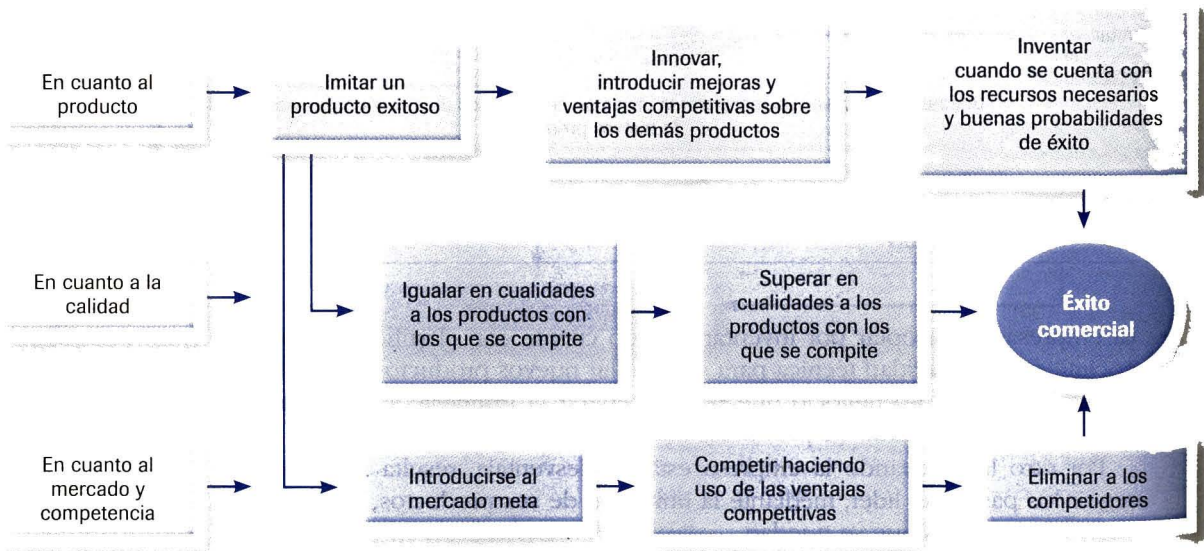 En cuanto al
producto
Imitar un
producto exitoso
Innovar,
introducir mejoras y
ventajas competitivas sobre
los demás productos
Inventar
cuando se cuenta con
los recursos necesarios
y buenas probabilidades
de éxito
En cuanto a la
calidad
Igualar en cualidades
a los productos con
los que se compite
Superar en
cualidades a los
productos con los
que se compite
Éxito
comercial
En cuanto al
mercado y
competencia
Introducirse al
mercado meta
Competir haciendo
uso de las ventajas
competitivas
Eliminar a los
competidores